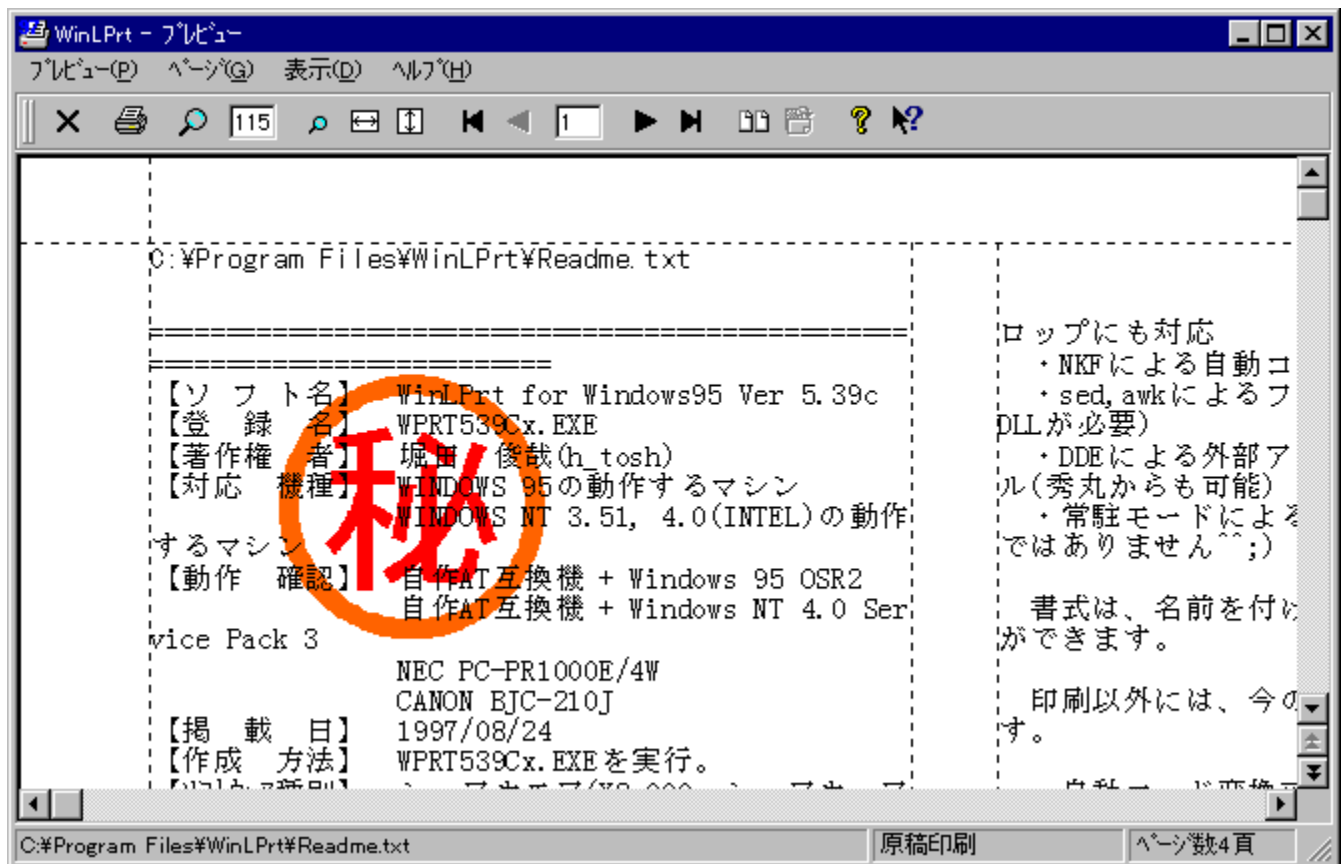 WinLPrt - プレビュー
プレビュー(P) ページ(G) 表示(D) ヘルプ(H)
115
1
C:¥Program Files¥WinLPrt¥Readme.txt
【ソ フ ト名】 WinLPrt for Windows95 Ver 5.39c
【登 録 名】 WPRT539Cx.EXE
【著作権 者】 堀田 俊哉(h_tosh)
【対応 機種】 WINDOWS 95の動作するマシン
WINDOWS NT 3.51, 4.0(INTEL)の動作
するマシン
【動作 確認】 自作AT互換機 + Windows 95 OSR2
自作AT互換機 + Windows NT 4.0 Ser
vice Pack 3
NEC PC-PR1000E/4W
CANON BJC-210J
【掲 載 日】 1997/08/24
【作成 方法】 WPRT539Cx.EXEを実行。
秘
ロップにも対応
・NKFによる自動コ
・sed,awkによるフ
DLLが必要)
・DDEによる外部ア
ル(秀丸からも可能)
・常駐モードによる
ではありません^^;)
書式は、名前を付け
ができます。
印刷以外には、今の
す。
C:¥Program Files¥WinLPrt¥Readme.txt
原稿印刷
ページ数4頁